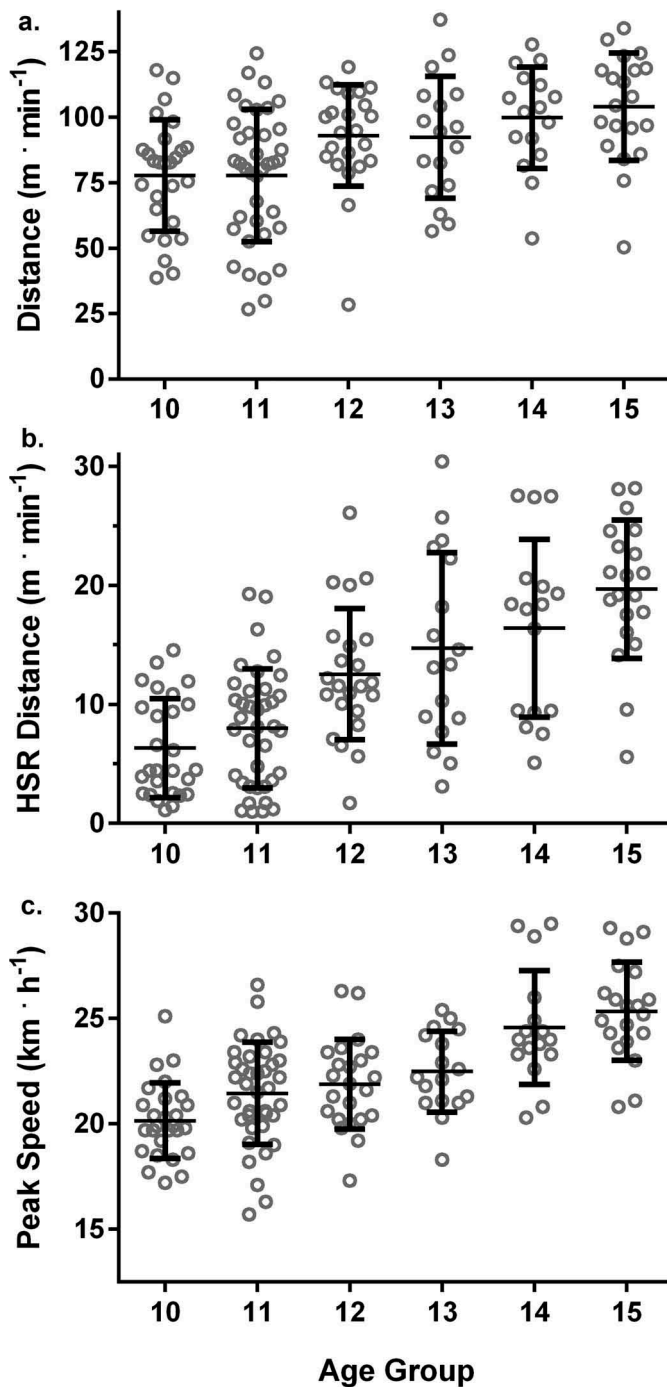 a.
Distance (m · min⁻¹)
125
100
75
50
25
0
10 11 12 13 14 15
b.
HSR Distance (m · min⁻¹)
30
20
10
0
10 11 12 13 14 15
c.
Peak Speed (km · h⁻¹)
30
25
20
15
10 11 12 13 14 15
Age Group